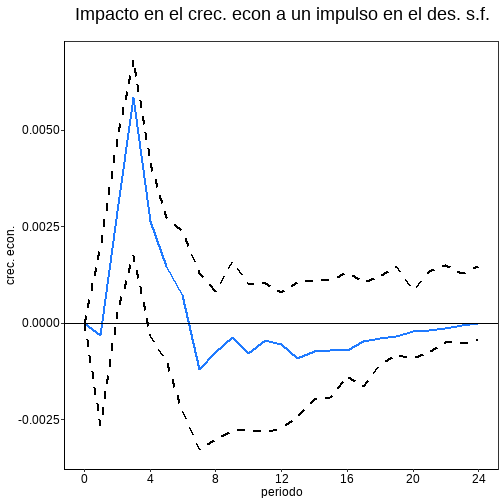 Impacto en el crec. econ a un impulso en el des. s.f.
0.0050
0.0025
0.0000
-0.0025
crec. econ.
0 4 8 12 16 20 24
periodo